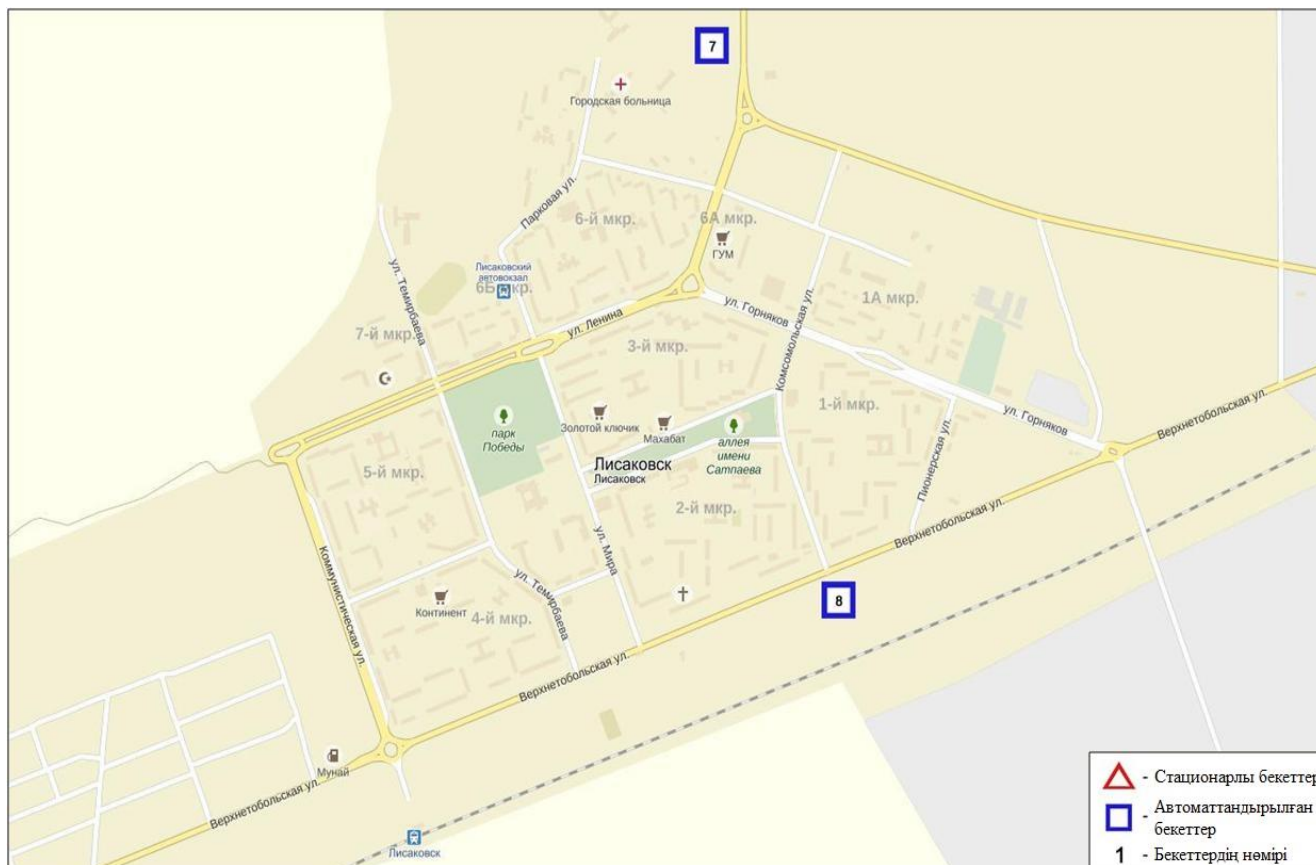 7
Городская больница
Парковая ул.
6-й мкр.
6А мкр.
ГУМ
Лисаковский
автовокзал
6Б мкр.
ул. Темирбаева
7-й мкр.
ул. Ленина
ул. Горняков
1А мкр.
Комсомольская ул.
3-й мкр.
1-й мкр.
парк
Победы
Золотой ключик
Махабат
аллея
имени
Сатпаева
Лисаковск
Лисаковск
5-й мкр.
2-й мкр.
Пионерская ул.
ул. Горняков
Верхнетобольская ул.
Верхнетобольская ул.
ул. Мира
Коммунистическая ул.
ул. Темирбаева
Континент
4-й мкр.
8
Верхнетобольская ул.
Мунай
Верхнетобольская ул.
Лисаковск
- Стационарлы бекеттер
- Автоматтандырылған
бекеттер
1 - Бекеттердің нөмірі